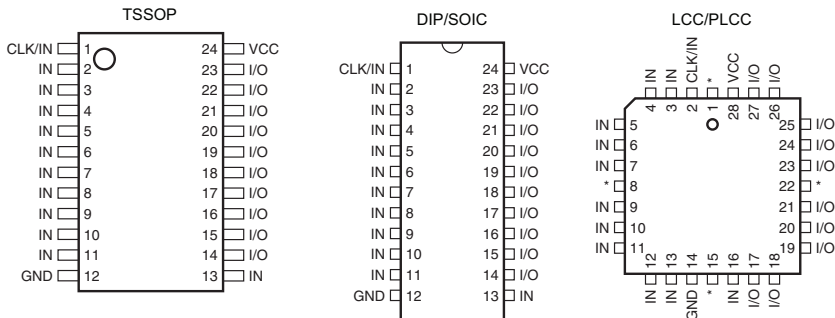 TSSOP
CLK/IN 1 24 VCC
IN 2 23 I/O
IN 3 22 I/O
IN 4 21 I/O
IN 5 20 I/O
IN 6 19 I/O
IN 7 18 I/O
IN 8 17 I/O
IN 9 16 I/O
IN 10 15 I/O
IN 11 14 I/O
GND 12 13 IN
DIP/SOIC
CLK/IN 1 24 VCC
IN 2 23 I/O
IN 3 22 I/O
IN 4 21 I/O
IN 5 20 I/O
IN 6 19 I/O
IN 7 18 I/O
IN 8 17 I/O
IN 9 16 I/O
IN 10 15 I/O
IN 11 14 I/O
GND 12 13 IN
LCC/PLCC
IN IN CLK/IN * VCC I/O I/O
4 3 2 1 28 27 26
IN 5 25 I/O
IN 6 24 I/O
IN 7 23 I/O
* 8 22 *
IN 9 21 I/O
IN 10 20 I/O
IN 11 19 I/O
12 13 14 15 16 17 18
IN IN GND * IN I/O I/O